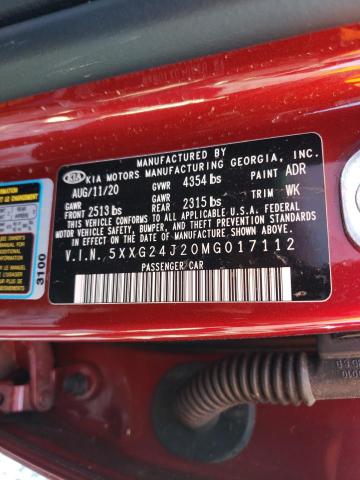 MANUFACTURED BY
KIA KIA MOTORS MANUFACTURING GEORGIA, INC.
AUG/11/20 GVWR 4354 lbs PAINT ADR
GAWR FRONT 2513 lbs GAWR REAR 2315 lbs TRIM WK
THIS VEHICLE CONFORMS TO ALL APPLICABLE FEDERAL
MOTOR VEHICLE SAFETY, BUMPER, AND THEFT PREVENTION
STANDARDS IN EFFECT ON THE DATE OF MANUFACTURE SHOWN ABOVE.
V.I.N. 5XXG24J20MG017112
PASSENGER CAR
3100